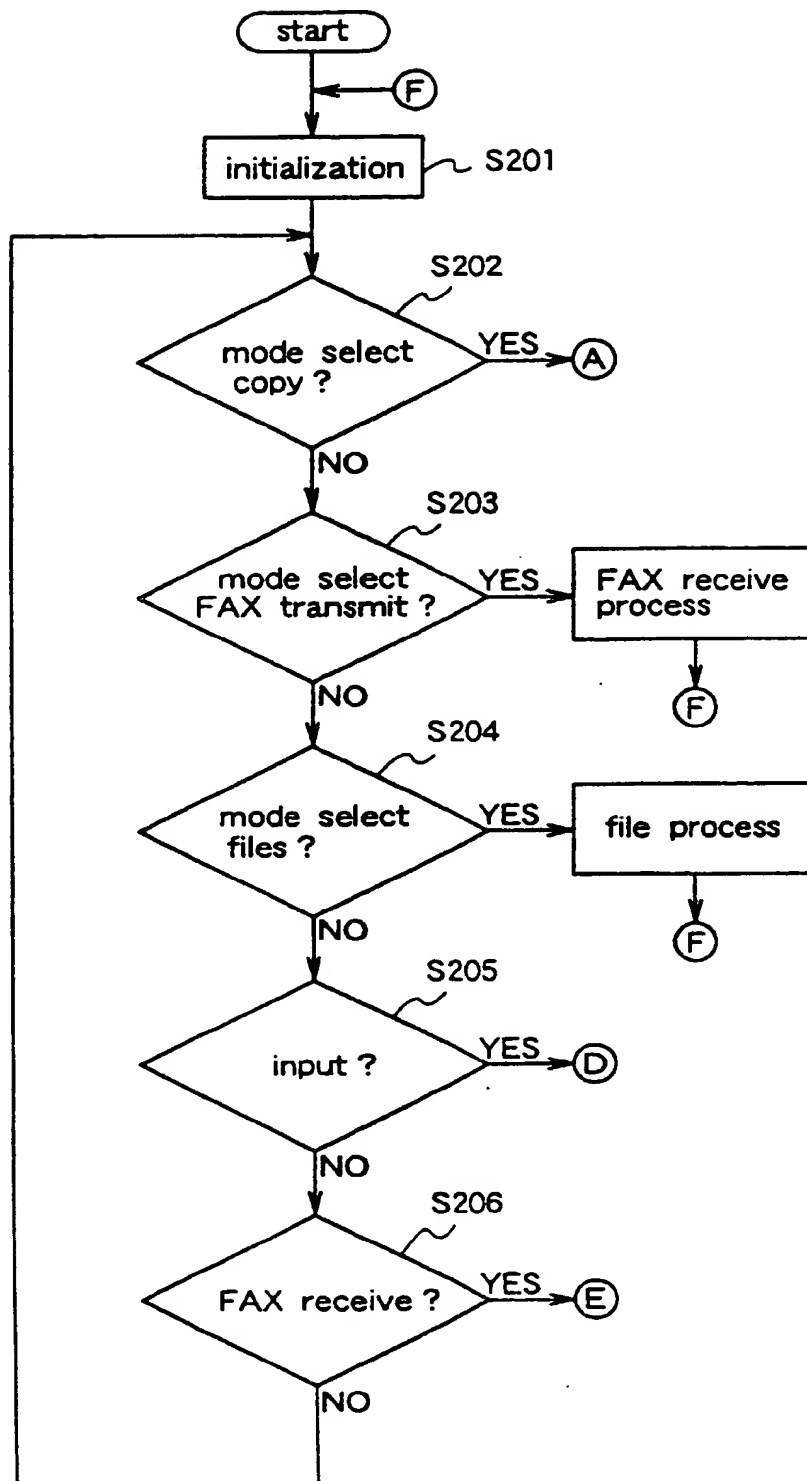 start
F
initialization
S201
S202
mode select
copy ?
YES
A
NO
S203
mode select
FAX transmit ?
YES
FAX receive
process
NO
F
S204
mode select
files ?
YES
file process
NO
F
S205
input ?
YES
D
NO
S206
FAX receive ?
YES
E
NO